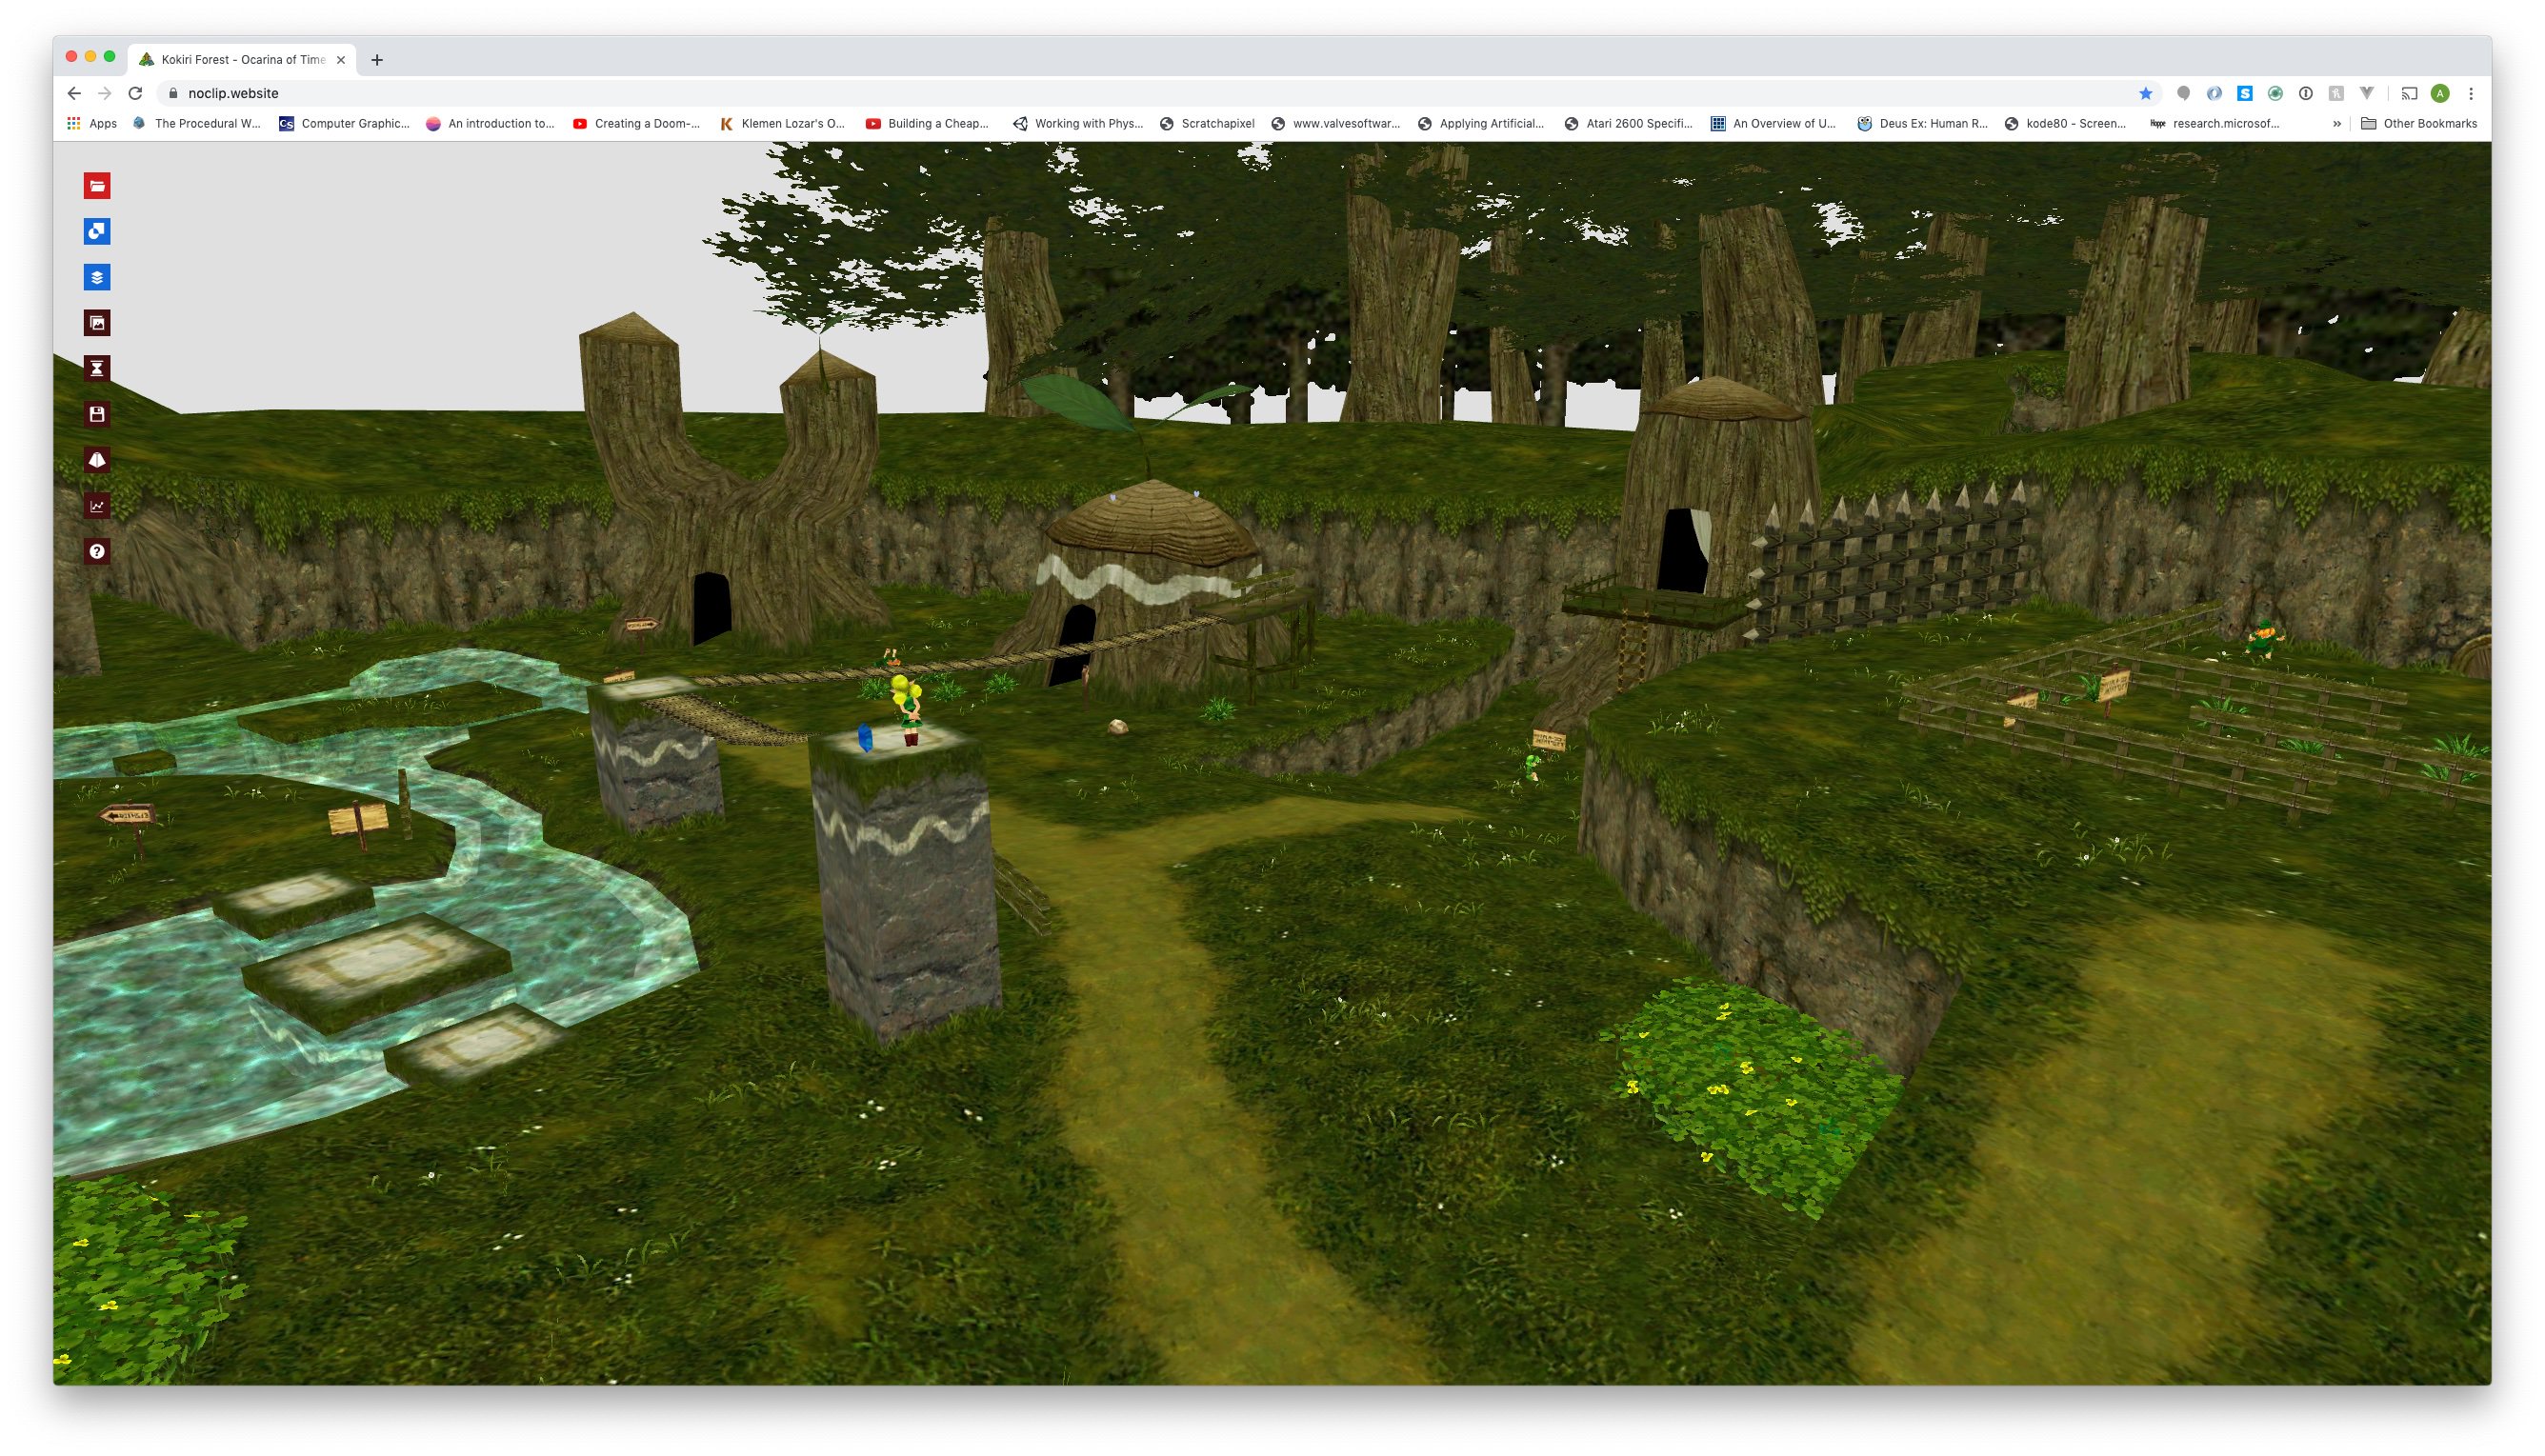 Kokiri Forest - Ocarina of Time
noclip.website
Apps
The Procedural W...
Cs
Computer Graphic...
An introduction to...
Creating a Doom-...
K
Klemen Lozar's O...
Building a Cheap...
Working with Phys...
Scratchapixel
www.valvesoftwar...
Applying Artificial...
Atari 2600 Specifi...
An Overview of U...
Deus Ex: Human R...
kode80 - Screen...
research.microsof...
»
Other Bookmarks
S
A
?